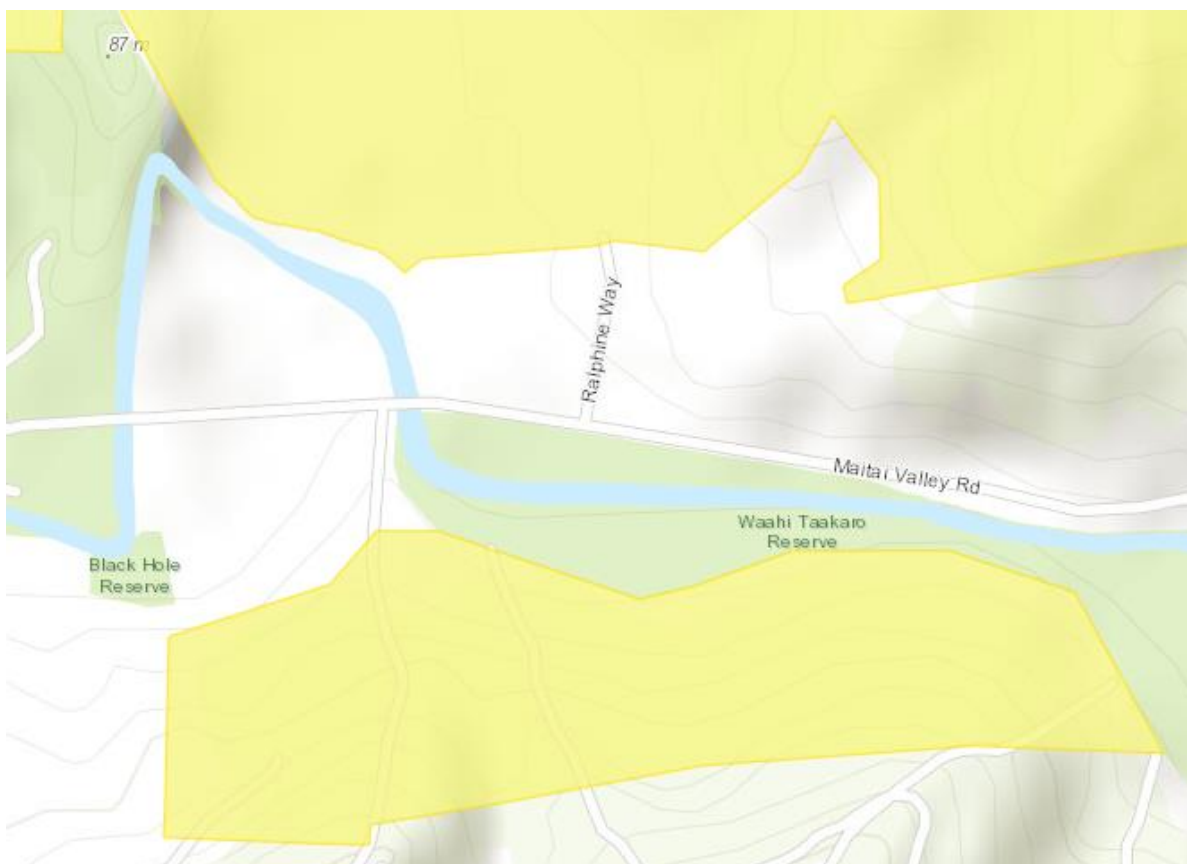 87 m
Ralphine Way
Maitai Valley Rd
Waahi Taakaro
Reserve
Black Hole
Reserve